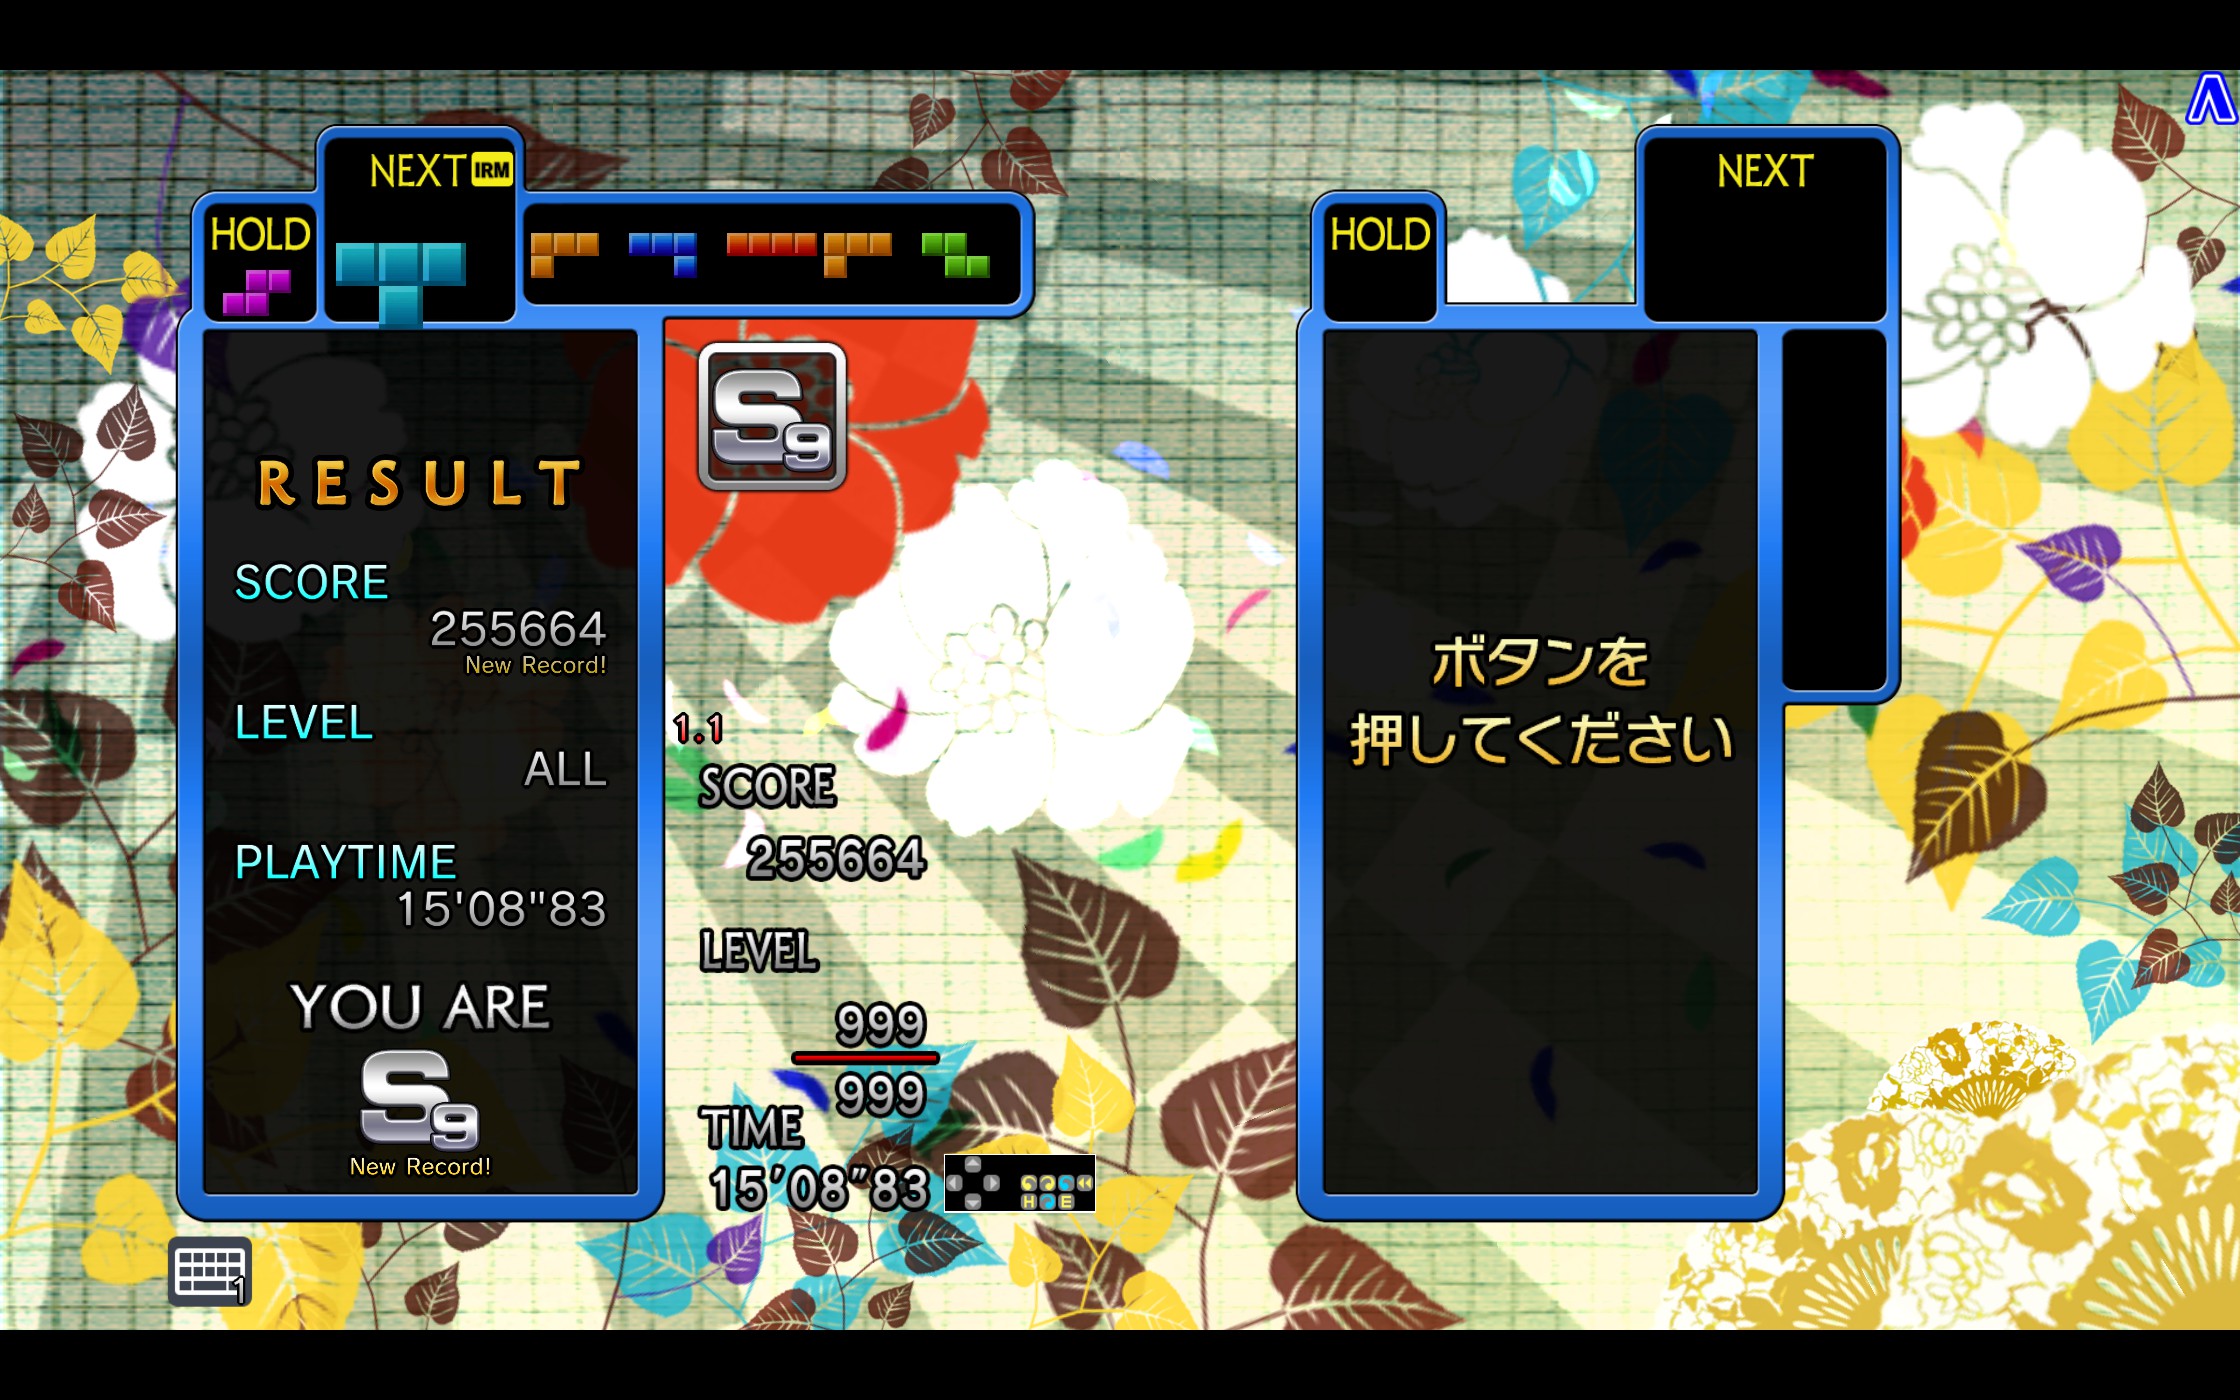 NEXT IRM
HOLD
RESULT
SCORE
255664
New Record!
LEVEL
ALL
PLAYTIME
15'08"83
YOU ARE
S9
New Record!
S9
1.1
SCORE
255664
LEVEL
999
999
TIME
15'08"83
H E
1
HOLD
NEXT
ボタンを
押してください